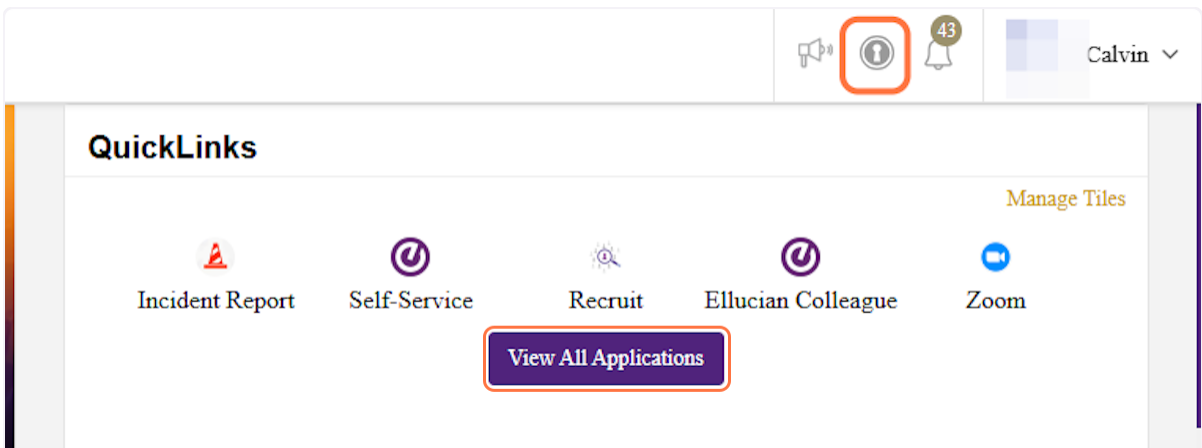 43
Calvin
QuickLinks
Manage Tiles
Incident Report Self-Service Recruit Ellucian Colleague Zoom
View All Applications